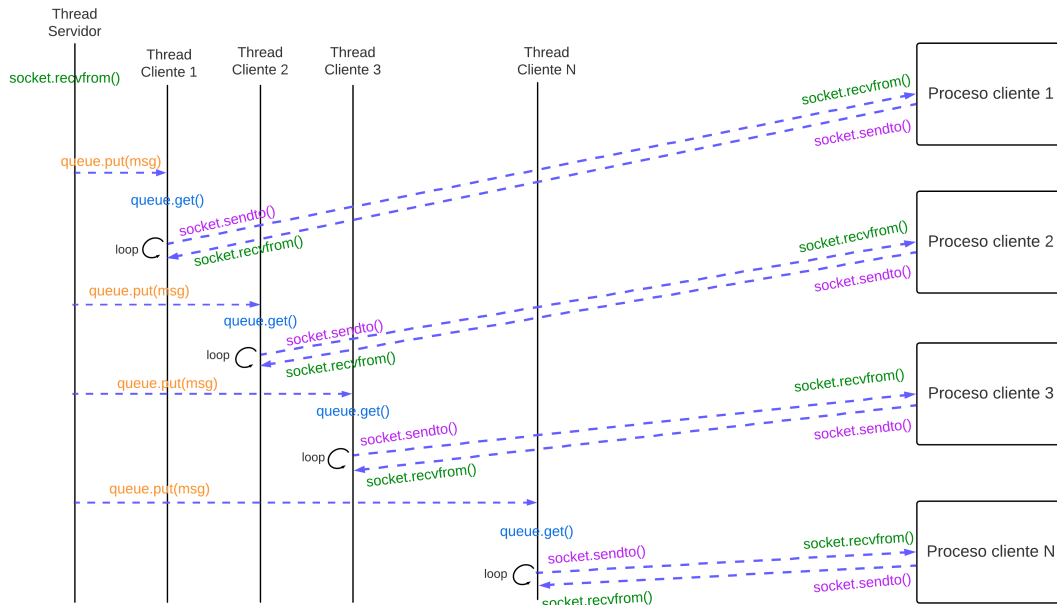 Thread
Servidor
Thread
Cliente 1
Thread
Cliente 2
Thread
Cliente 3
Thread
Cliente N
socket.recvfrom()
socket.recvfrom()
Proceso cliente 1
socket.sendto()
queue.put(msg)
queue.get()
socket.sendto()
loop
socket.recvfrom()
socket.recvfrom()
Proceso cliente 2
socket.sendto()
queue.put(msg)
queue.get()
socket.sendto()
loop
socket.recvfrom()
queue.put(msg)
socket.recvfrom()
Proceso cliente 3
socket.sendto()
queue.get()
socket.sendto()
loop
socket.recvfrom()
queue.put(msg)
queue.get()
socket.sendto()
socket.recvfrom()
Proceso cliente N
loop
socket.sendto()
socket.recvfrom()